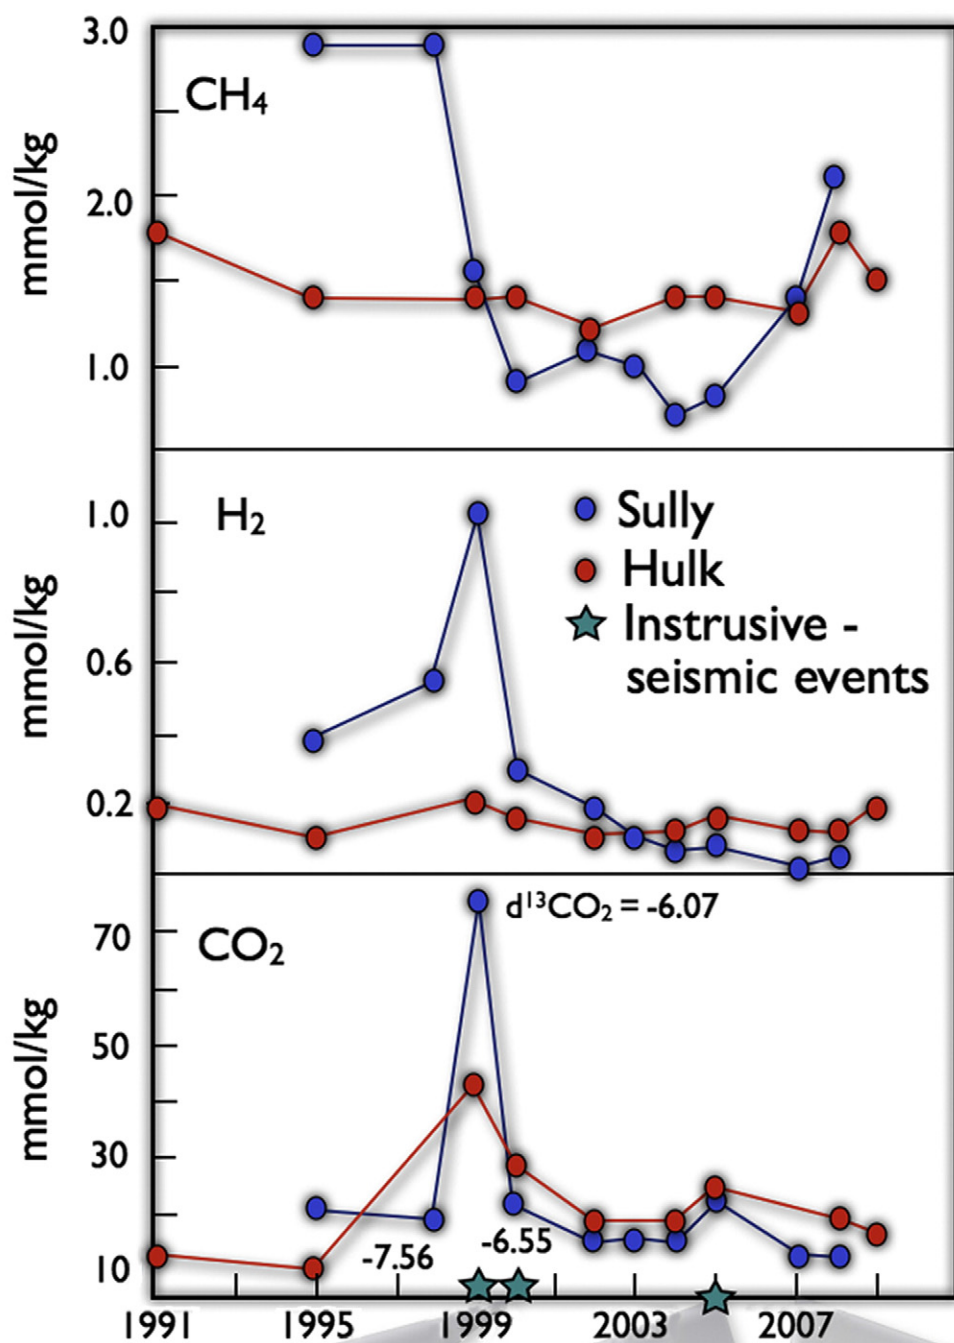 3.0
CH₄
2.0
mmol/kg
1.0
1.0
H₂
Sully
Hulk
Instrusive -
seismic events
0.6
mmol/kg
0.2
d¹³CO₂ = -6.07
CO₂
70
50
mmol/kg
30
-7.56
-6.55
10
1991 1995 1999 2003 2007